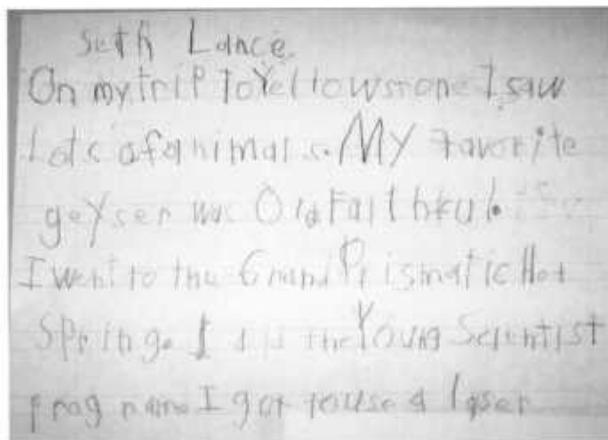 Seth Lance.
On my trip To Yellowstone I saw
Lots of animals. My Favorite
geyser was Old Faithful.
I went to the Grand Prismatic Hot
Spring. I did the Young Scientist
I got to use a laser